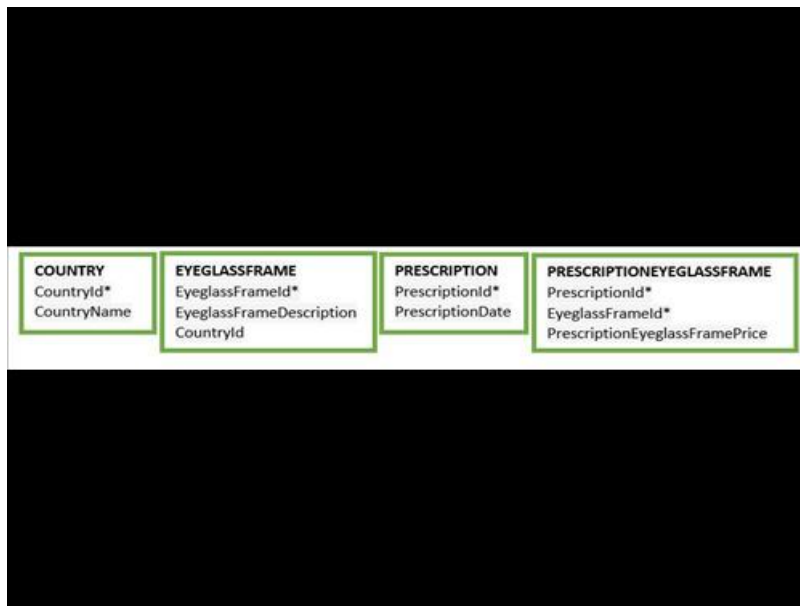 COUNTRY
CountryId*
CountryName
EYEGLASSFRAME
EyeglassFrameId*
EyeglassFrameDescription
CountryId
PRESCRIPTION
PrescriptionId*
PrescriptionDate
PRESCRIPTIONEYEGLASSFRAME
PrescriptionId*
EyeglassFrameId*
PrescriptionEyeglassFramePrice